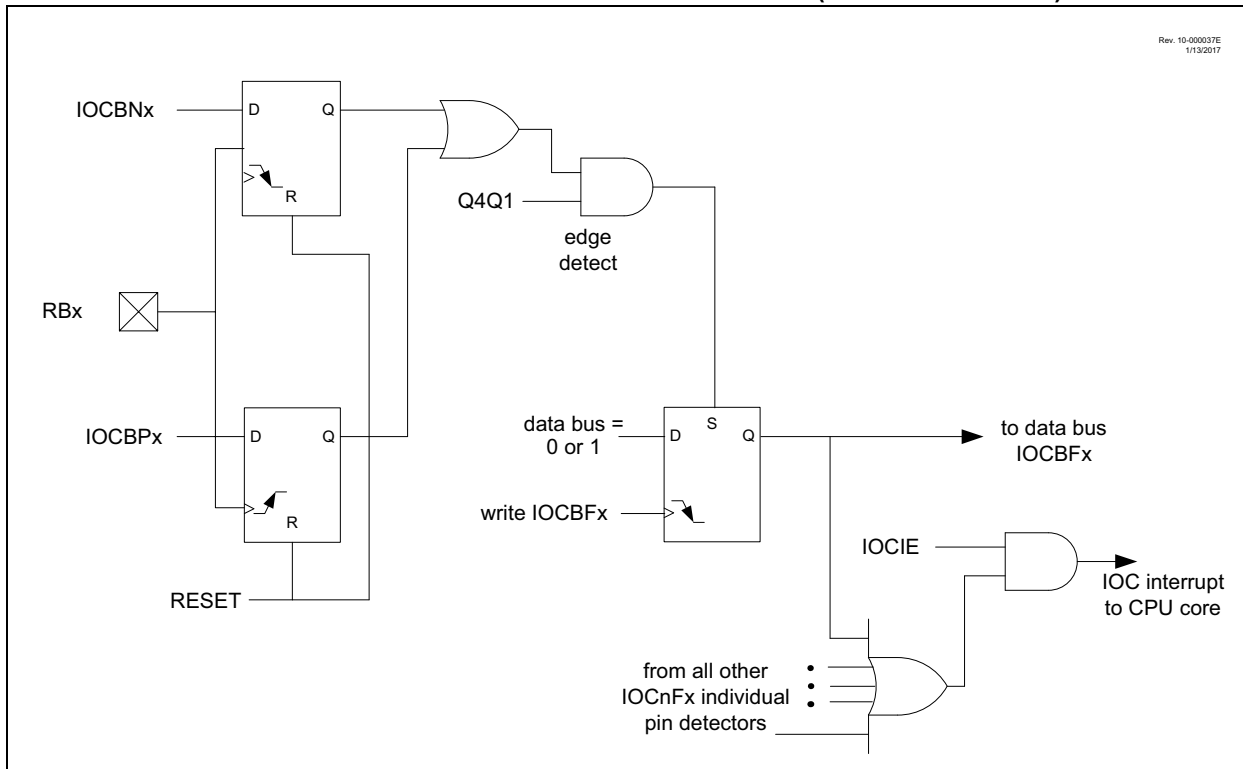 Rev. 10-000037E
1/13/2017
IOCBNx
D
Q
R
Q4Q1
edge
detect
RBx
IOCBPx
D
Q
R
RESET
data bus =
0 or 1
D
S
Q
to data bus
IOCBFx
write IOCBFx
IOCIE
IOC interrupt
to CPU core
from all other
IOCnFx individual
pin detectors